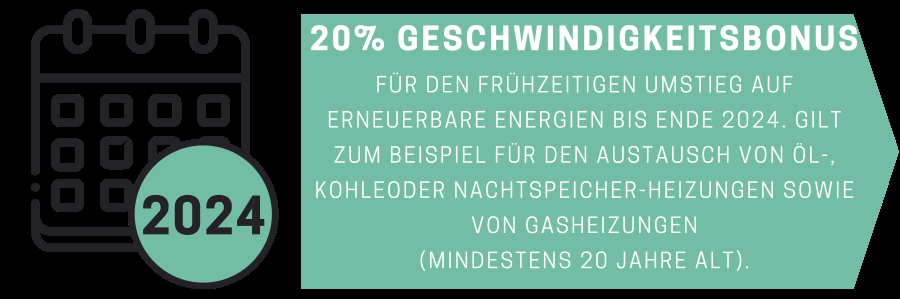 20% GESCHWINDIGKEITSBONUS
FÜR DEN FRÜHZEITIGEN UMSTIEG AUF
ERNEUERBARE ENERGIEN BIS ENDE 2024. GILT
ZUM BEISPIEL FÜR DEN AUSTAUSCH VON ÖL-,
KOHLEODER NACHTSPEICHER-HEIZUNGEN SOWIE
VON GASHEIZUNGEN
(MINDESTENS 20 JAHRE ALT).
2024